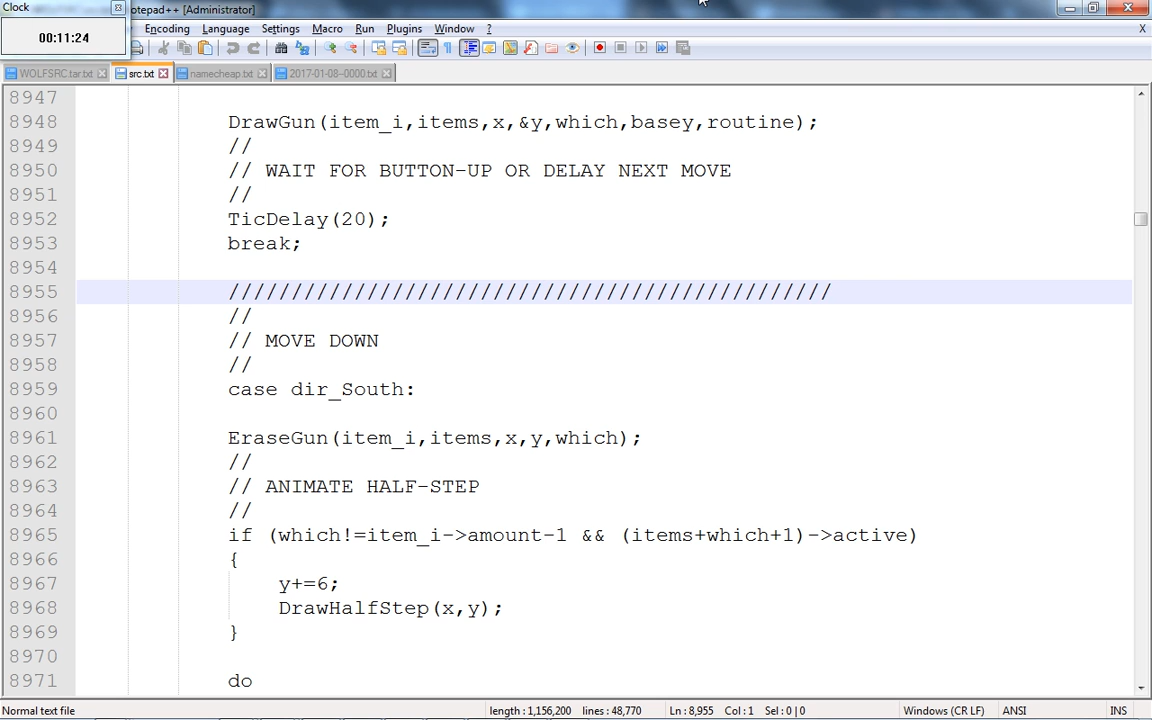 Clock
otepad++ [Administrator]
00:11:24
Encoding Language Settings Macro Run Plugins Window ?
X
WOLFSRC.tar.txt src.txt namecheap.txt 2017-01-08--0000.txt
8947
8948 DrawGun(item_i,items,x,&y,which,basey,routine);
8949 //
8950 // WAIT FOR BUTTON-UP OR DELAY NEXT MOVE
8951 //
8952 TicDelay(20);
8953 break;
8954
8955 ////////////////////////////////////////////////
8956 //
8957 // MOVE DOWN
8958 //
8959 case dir_South:
8960
8961 EraseGun(item_i,items,x,y,which);
8962 //
8963 // ANIMATE HALF-STEP
8964 //
8965 if (which!=item_i->amount-1 && (items+which+1)->active)
8966 {
8967 y+=6;
8968 DrawHalfStep(x,y);
8969 }
8970
8971 do
Normal text file length : 1,156,200 lines : 48,770 Ln : 8,955 Col : 1 Sel : 0 | 0 Windows (CR LF) ANSI INS